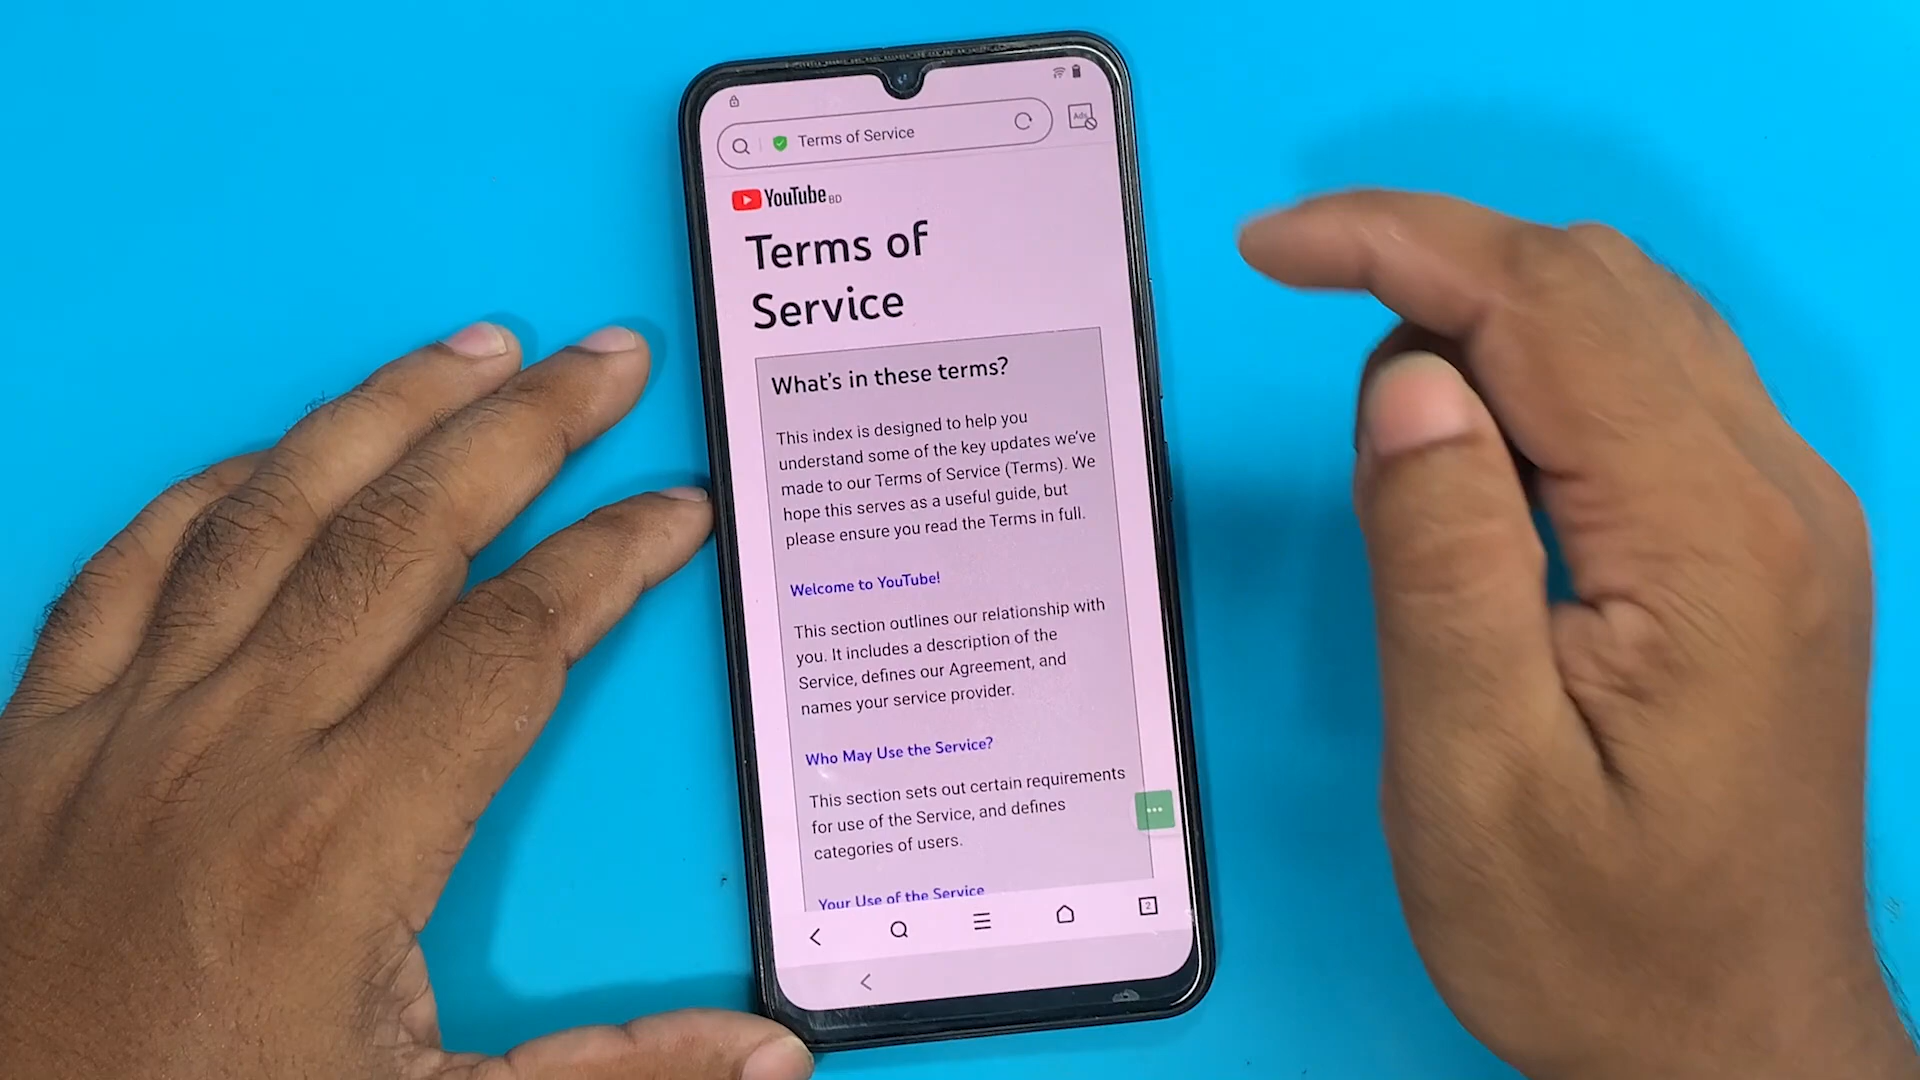 Terms of Service
Ads
YouTube BD
Terms of
Service
What's in these terms?
This index is designed to help you
understand some of the key updates we've
made to our Terms of Service (Terms). We
hope this serves as a useful guide, but
please ensure you read the Terms in full.
Welcome to YouTube!
This section outlines our relationship with
you. It includes a description of the
Service, defines our Agreement, and
names your service provider.
Who May Use the Service?
This section sets out certain requirements
for use of the Service, and defines
categories of users.
Your Use of the Service
2